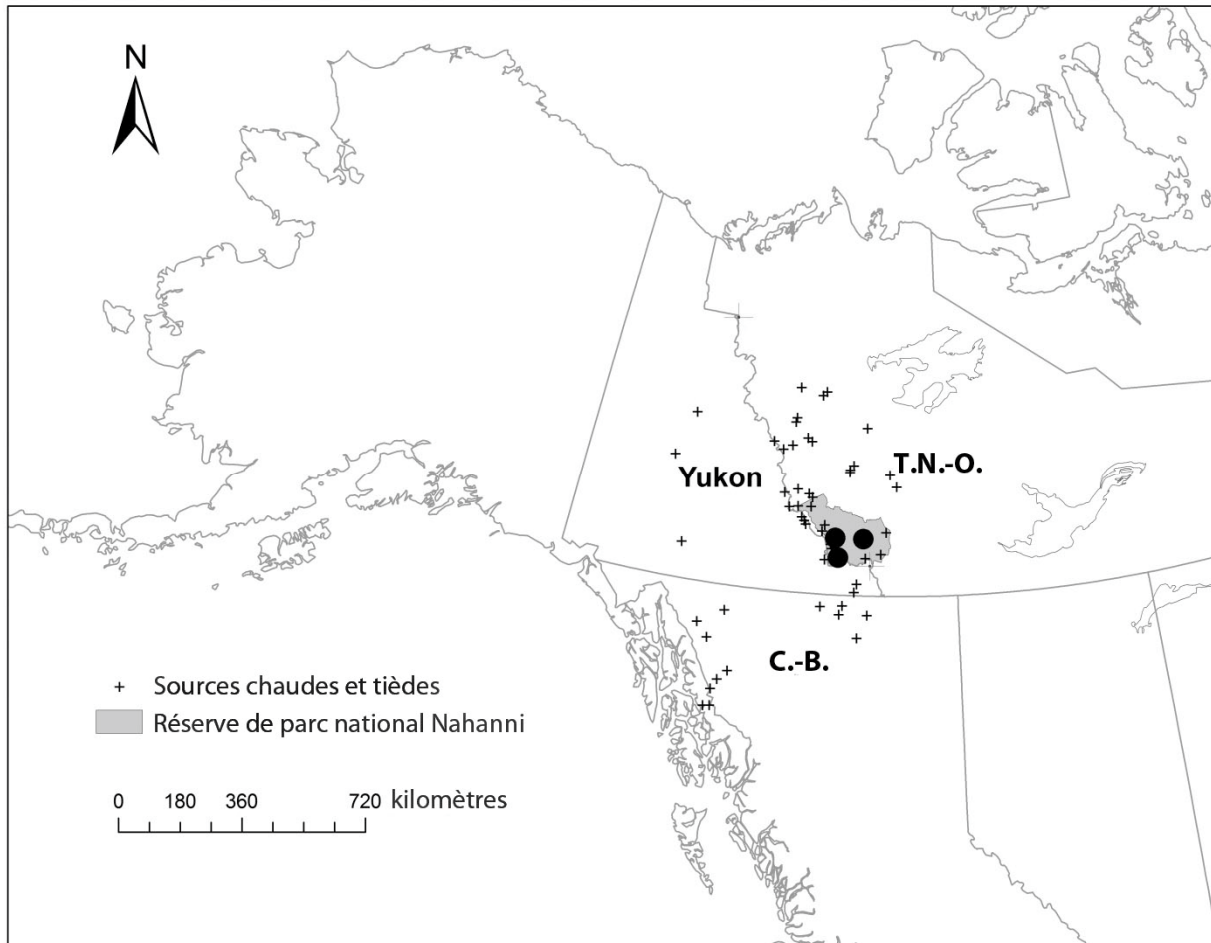 N
Yukon
T.N.-O.
C.-B.
Sources chaudes et tièdes
Réserve de parc national Nahanni
0 180 360 720 kilomètres